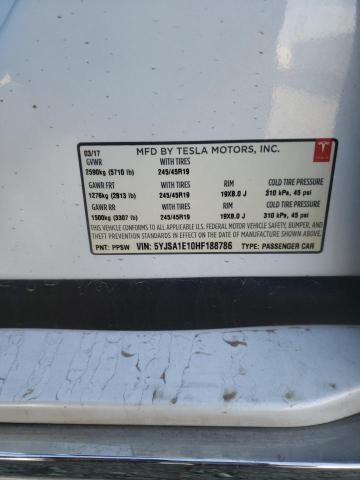 03/17 MFD BY TESLA MOTORS, INC.
GVWR WITH TIRES
2590kg (5710 lb) 245/45R19
GAWR FRT WITH TIRES RIM COLD TIRE PRESSURE
1276kg (2813 lb) 245/45R19 19X8.0 J 310 kPa, 45 psi
GAWR RR WITH TIRES RIM COLD TIRE PRESSURE
1500kg (3307 lb) 245/45R19 19X8.0 J 310 kPa, 45 psi
THIS VEHICLE CONFORMS TO ALL APPLICABLE U.S. FEDERAL MOTOR VEHICLE SAFETY, BUMPER, AND
THEFT PREVENTION STANDARDS IN EFFECT ON THE DATE OF MANUFACTURE SHOWN ABOVE.
PNT: PPSW VIN: 5YJSA1E10HF188786 TYPE: PASSENGER CAR
TESLA